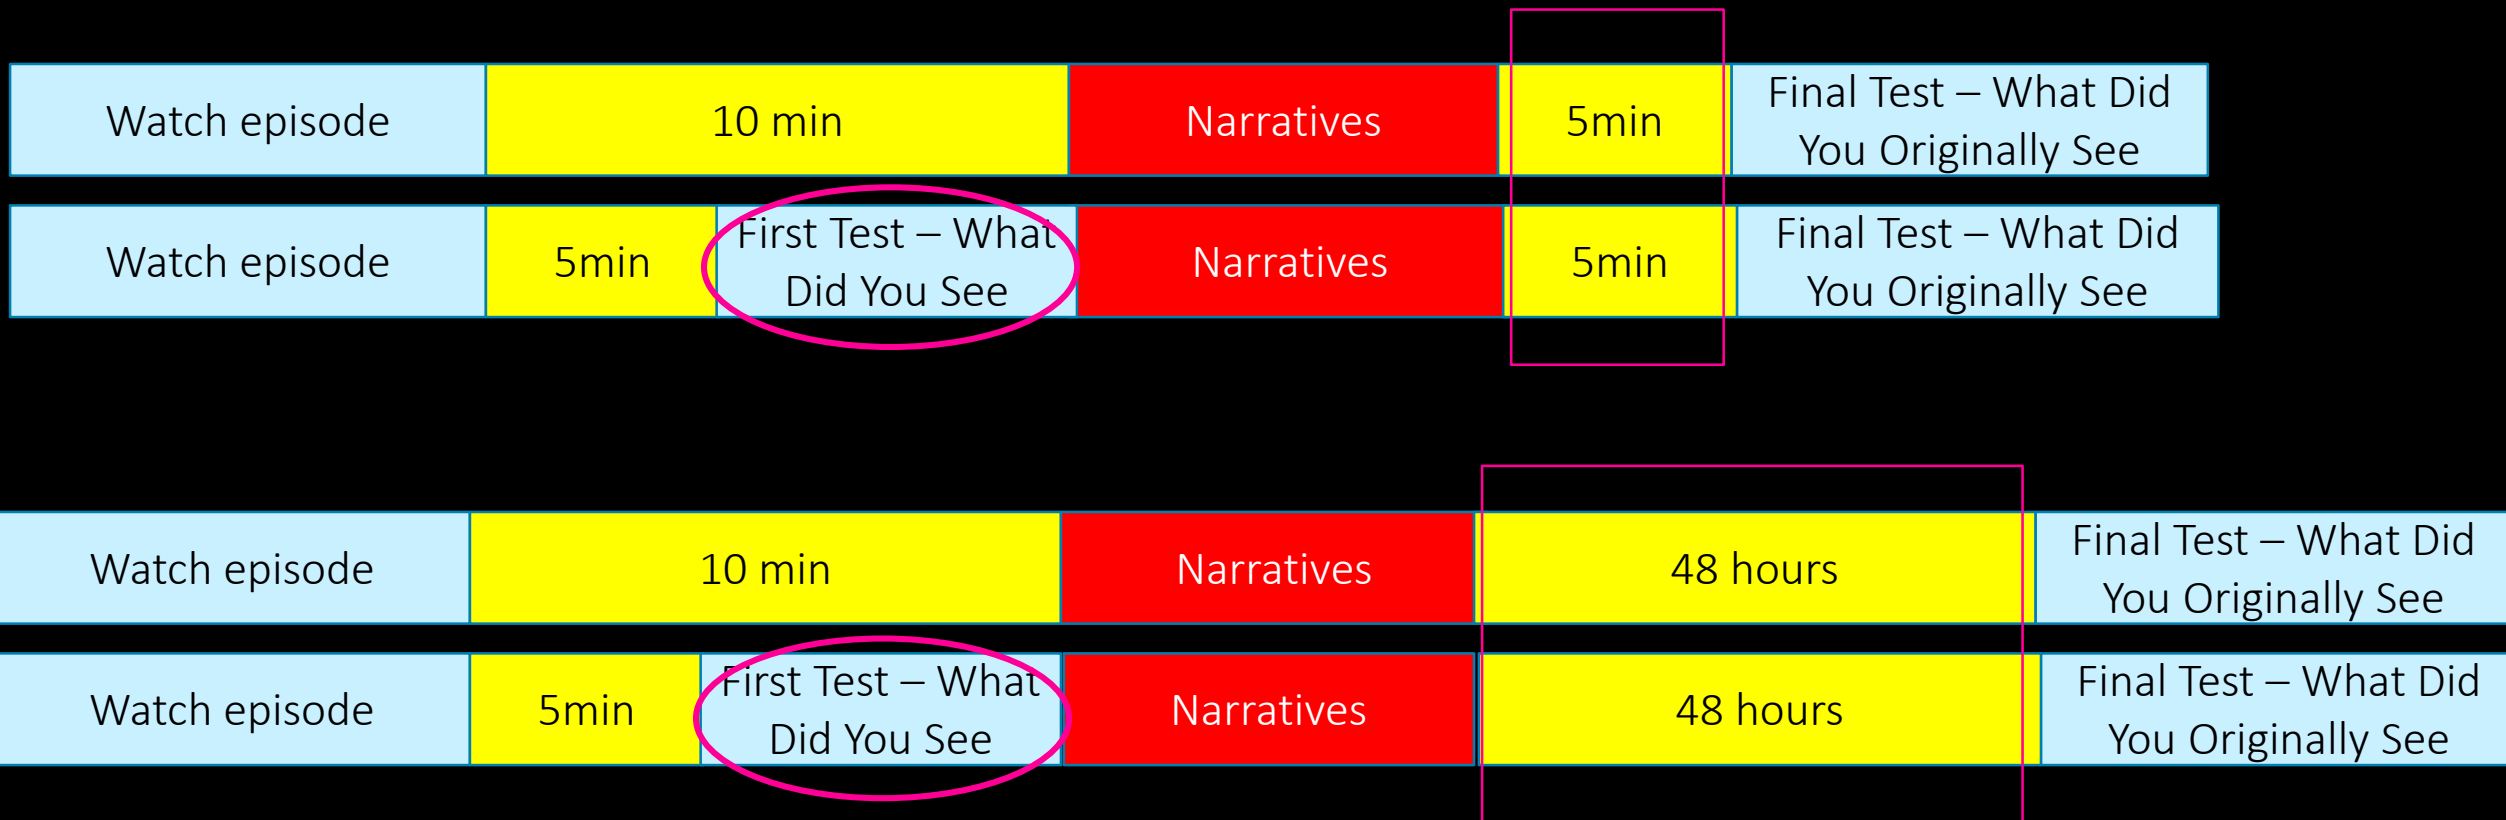 Watch episode
10 min
Narratives
5min
Final Test – What Did
You Originally See
Watch episode
5min
First Test – What
Did You See
Narratives
5min
Final Test – What Did
You Originally See
Watch episode
10 min
Narratives
48 hours
Final Test – What Did
You Originally See
Watch episode
5min
First Test – What
Did You See
Narratives
48 hours
Final Test – What Did
You Originally See